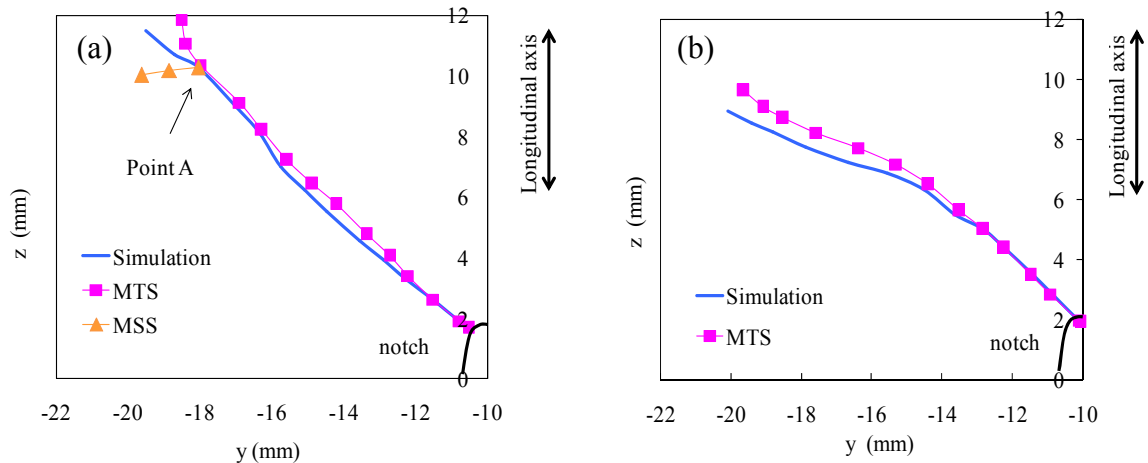 (a)
12
10
8
6
4
2
0
z (mm)
Point A
Simulation
MTS
MSS
notch
-22 -20 -18 -16 -14 -12 -10
y (mm)
Longitudinal axis
(b)
12
10
8
6
4
2
0
z (mm)
Simulation
MTS
notch
-22 -20 -18 -16 -14 -12 -10
y (mm)
Longitudinal axis